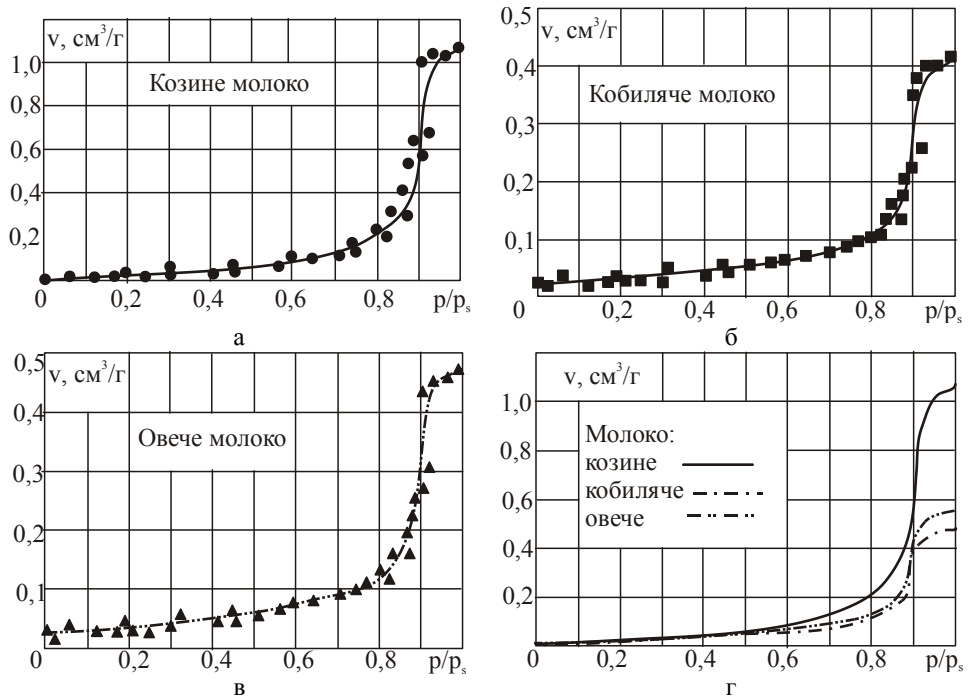 v, см³/г
1,0
0,8
0,6
0,4
0,2
Козине молоко
0 0,2 0,4 0,6 0,8 p/pₛ
а
0,5
v, см³/г
0,4
0,3
0,2
0,1
Кобиляче молоко
0 0,2 0,4 0,6 0,8 p/pₛ
б
0,5
v, см³/г
0,4
0,3
0,2
0,1
Овече молоко
0 0,2 0,4 0,6 0,8 p/pₛ
в
v, см³/г
1,0
0,8
0,6
0,4
0,2
Молоко:
козине
кобиляче
овече
0 0,2 0,4 0,6 0,8 p/pₛ
г